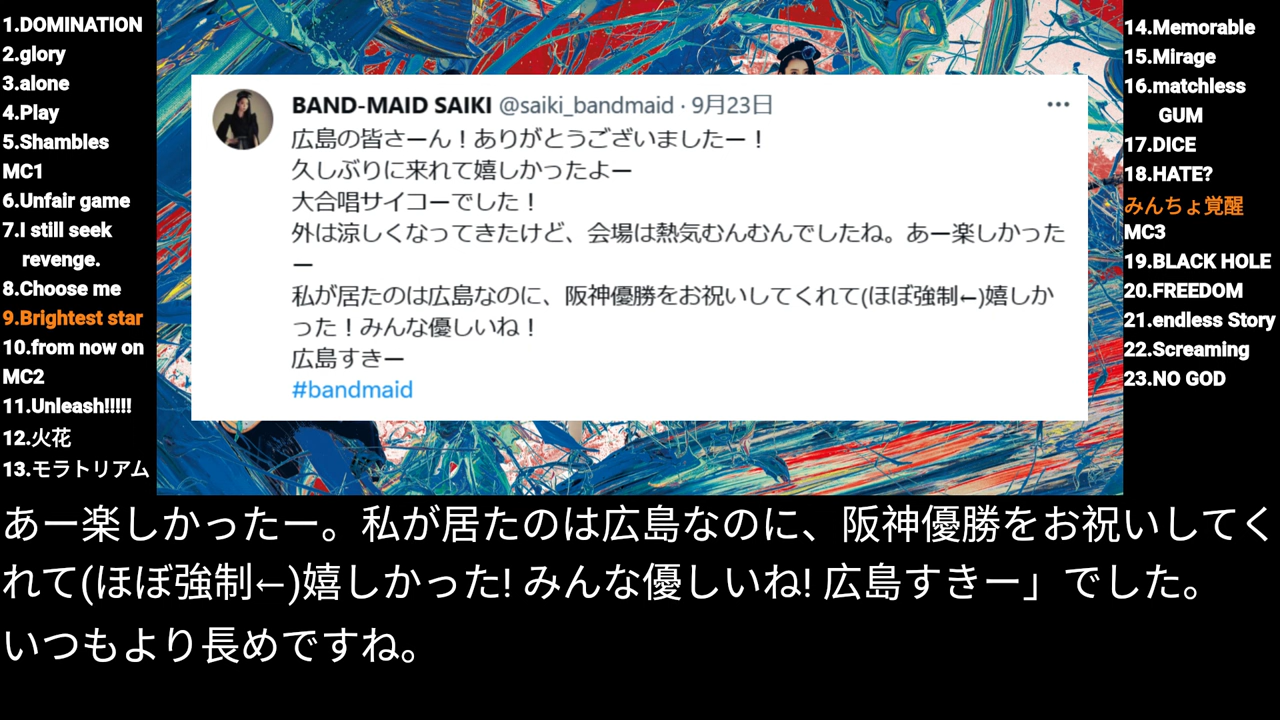 1.DOMINATION
2.glory
3.alone
4.Play
5.Shambles
MC1
6.Unfair game
7.I still seek
revenge.
8.Choose me
9.Brightest star
10.from now on
MC2
11.Unleash!!!!!
12.火花
13.モラトリアム
BAND-MAID SAIKI @saiki_bandmaid · 9月23日
広島の皆さーん！ありがとうございましたー！
久しぶりに来れて嬉しかったよー
大合唱サイコーでした！
外は涼しくなってきたけど、会場は熱気むんむんでしたね。あー楽しかった
ー
私が居たのは広島なのに、阪神優勝をお祝いしてくれて(ほぼ強制←)嬉しか
った！みんな優しいね！
広島すきー
#bandmaid
14.Memorable
15.Mirage
16.matchless
GUM
17.DICE
18.HATE?
みんちょ覚醒
MC3
19.BLACK HOLE
20.FREEDOM
21.endless Story
22.Screaming
23.NO GOD
あー楽しかったー。私が居たのは広島なのに、阪神優勝をお祝いしてく
れて(ほぼ強制←)嬉しかった! みんな優しいね! 広島すきー」でした。
いつもより長めですね。